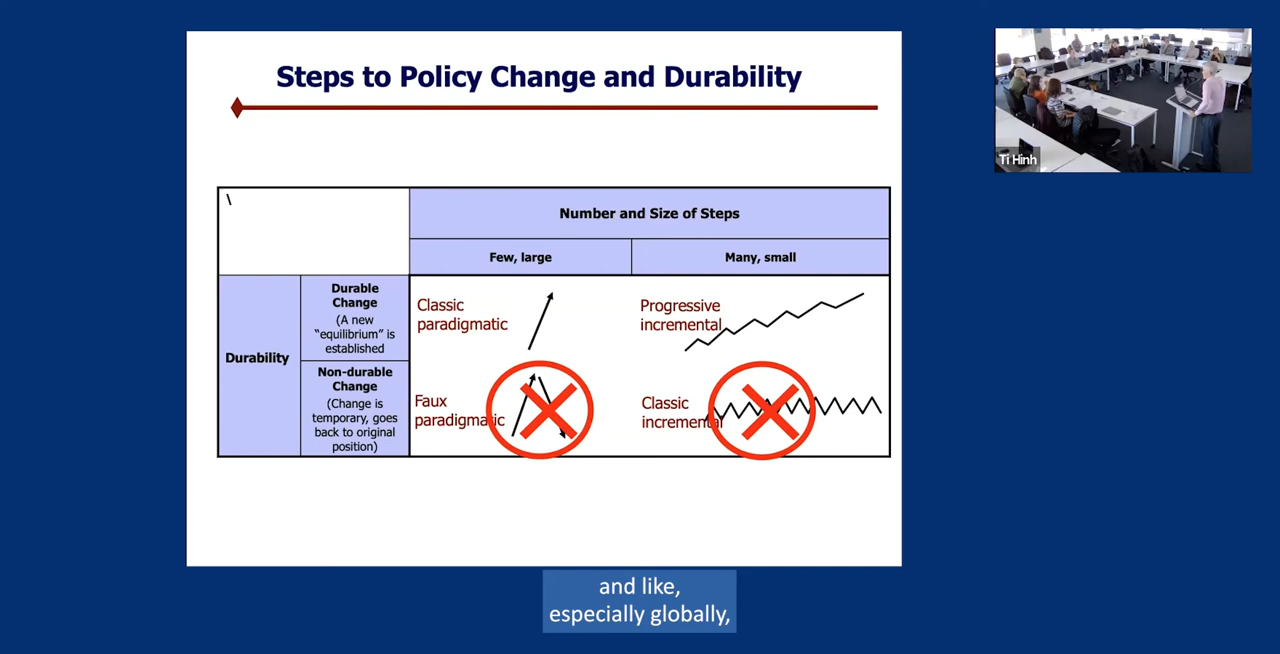 Steps to Policy Change and Durability
Ti Hinh
\
Number and Size of Steps
Few, large
Many, small
Durability
Durable
Change
(A new
"equilibrium" is
established
Classic
paradigmatic
Progressive
incremental
Non-durable
Change
(Change is
temporary, goes
back to original
position)
Faux
paradigmatic
Classic
incremental
and like,
especially globally,